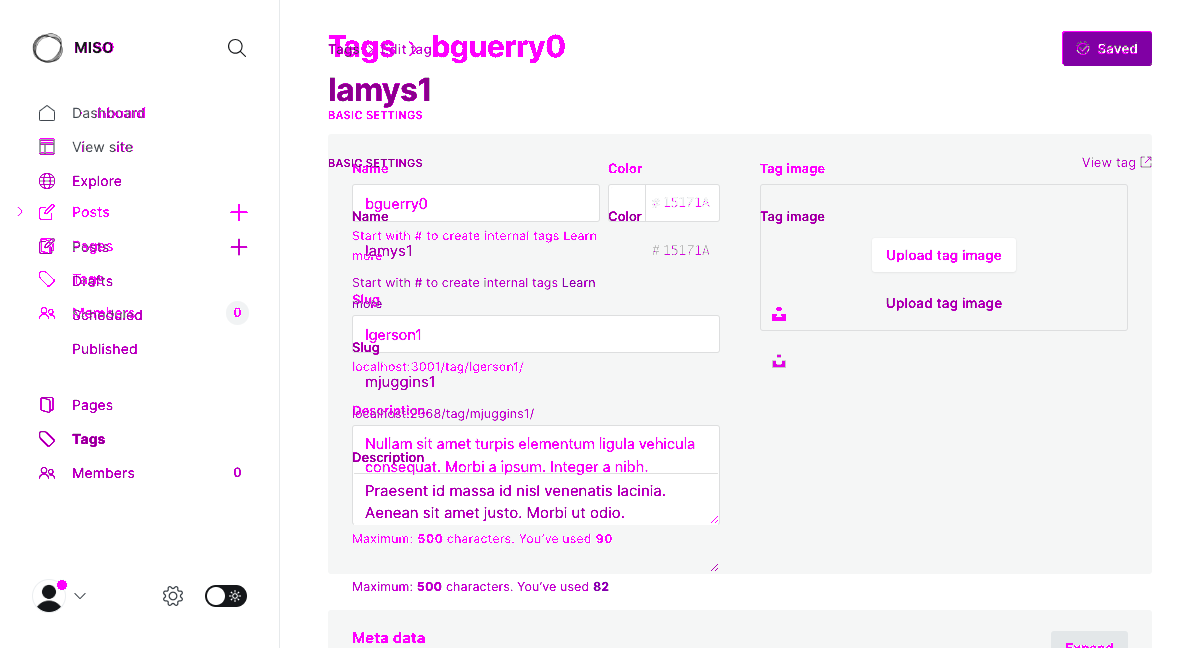 MISO
Dashboard
View site
Explore
Posts
Pages
Posts
Tags
Drafts
Members
Scheduled
0
Published
Pages
Tags
Members
0
Tags
Edit tag
Tags
bguerry0
lamys1
Saved
BASIC SETTINGS
BASIC SETTINGS
View tag
Name
Color
Tag image
bguerry0
# 15171A
Name
Color
Tag image
Start with # to create internal tags Learn
more
lamys1
# 15171A
Upload tag image
Start with # to create internal tags Learn
more
Upload tag image
Slug
lgerson1
Slug
localhost:3001/tag/lgerson1/
mjuggins1
Description
localhost:2368/tag/mjuggins1/
Nullam sit amet turpis elementum ligula vehicula
Description
consequat. Morbi a ipsum. Integer a nibh.
Praesent id massa id nisl venenatis lacinia.
Aenean sit amet justo. Morbi ut odio.
Maximum: 500 characters. You've used 90
Maximum: 500 characters. You've used 82
Meta data
Expand